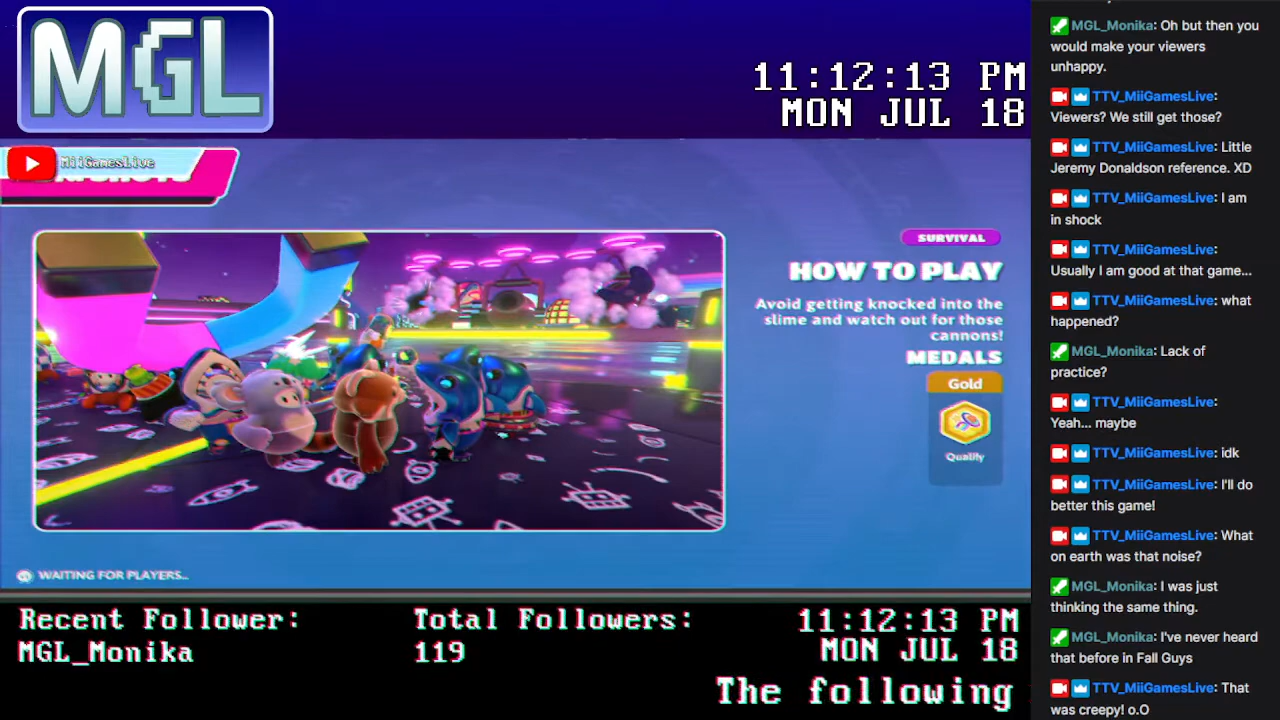 MGL
11:12:13 PM
MON JUL 18
MiiGamesLive
SURVIVAL
HOW TO PLAY
Avoid getting knocked into the
slime and watch out for those
cannons!
MEDALS
Gold
Qualify
WAITING FOR PLAYERS...
Recent Follower:
MGL_Monika
Total Followers:
119
11:12:13 PM
MON JUL 18
The following
MGL_Monika: Oh but then you
would make your viewers
unhappy.
TTV_MiiGamesLive:
Viewers? We still get those?
TTV_MiiGamesLive: Little
Jeremy Donaldson reference. XD
TTV_MiiGamesLive: I am
in shock
TTV_MiiGamesLive:
Usually I am good at that game...
TTV_MiiGamesLive: what
happened?
MGL_Monika: Lack of
practice?
TTV_MiiGamesLive:
Yeah... maybe
TTV_MiiGamesLive: idk
TTV_MiiGamesLive: I'll do
better this game!
TTV_MiiGamesLive: What
on earth was that noise?
MGL_Monika: I was just
thinking the same thing.
MGL_Monika: I've never heard
that before in Fall Guys
TTV_MiiGamesLive: That
was creepy! o.O